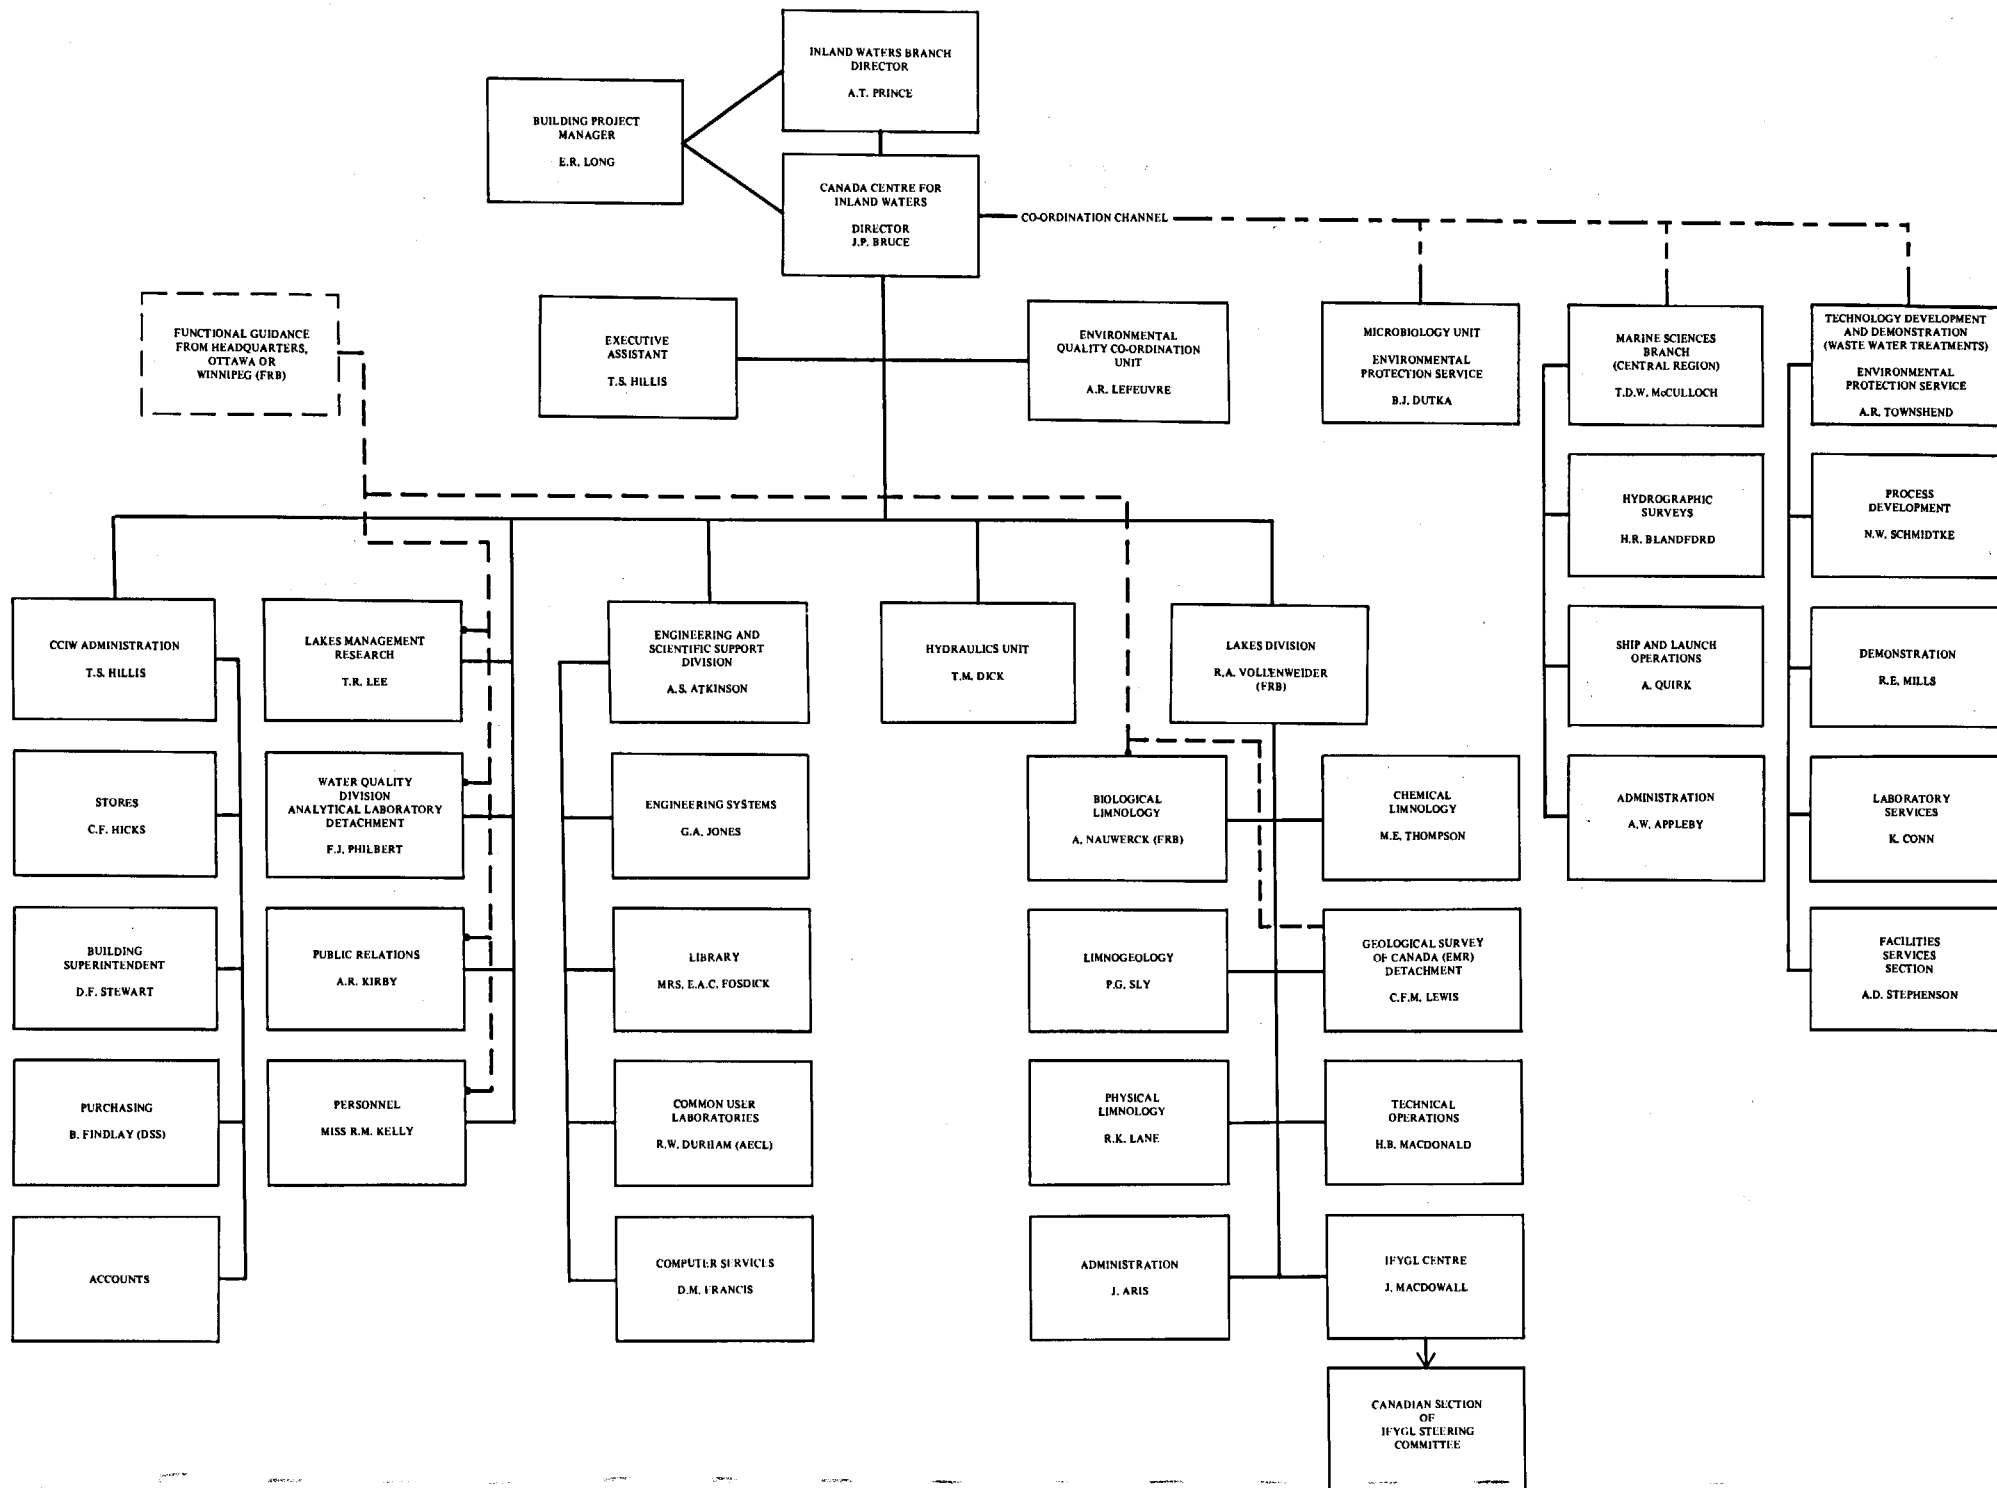 INLAND WATERS BRANCH
DIRECTOR
A.T. PRINCE
BUILDING PROJECT
MANAGER
E.R. LONG
CANADA CENTRE FOR
INLAND WATERS
DIRECTOR
J.P. BRUCE
CO-ORDINATION CHANNEL
FUNCTIONAL GUIDANCE
FROM HEADQUARTERS,
OTTAWA OR
WINNIPEG (FRB)
EXECUTIVE
ASSISTANT
T.S. HILLIS
ENVIRONMENTAL
QUALITY CO-ORDINATION
UNIT
A.R. LEFEUVRE
MICROBIOLOGY UNIT
ENVIRONMENTAL
PROTECTION SERVICE
B.J. DUTKA
MARINE SCIENCES
BRANCH
(CENTRAL REGION)
T.D.W. McCULLOCH
TECHNOLOGY DEVELOPMENT
AND DEMONSTRATION
(WASTE WATER TREATMENTS)
ENVIRONMENTAL
PROTECTION SERVICE
A.R. TOWNSHEND
HYDROGRAPHIC
SURVEYS
H.R. BLANDFORD
PROCESS
DEVELOPMENT
N.W. SCHMIDTKE
CCIW ADMINISTRATION
T.S. HILLIS
LAKES MANAGEMENT
RESEARCH
T.R. LEE
ENGINEERING AND
SCIENTIFIC SUPPORT
DIVISION
A.S. ATKINSON
HYDRAULICS UNIT
T.M. DICK
LAKES DIVISION
R.A. VOLLENWEIDER
(FRB)
SHIP AND LAUNCH
OPERATIONS
A. QUIRK
DEMONSTRATION
R.E. MILLS
STORES
C.F. HICKS
WATER QUALITY
DIVISION
ANALYTICAL LABORATORY
DETACHMENT
F.J. PHILBERT
ENGINEERING SYSTEMS
G.A. JONES
BIOLOGICAL
LIMNOLOGY
A. NAUWERCK (FRB)
CHEMICAL
LIMNOLOGY
M.E. THOMPSON
ADMINISTRATION
A.W. APPLEBY
LABORATORY
SERVICES
K. CONN
BUILDING
SUPERINTENDENT
D.F. STEWART
PUBLIC RELATIONS
A.R. KIRBY
LIBRARY
MRS. E.A.C. FOSDICK
LIMNOGEOLOGY
P.G. SLY
GEOLOGICAL SURVEY
OF CANADA (EMR)
DETACHMENT
C.F.M. LEWIS
FACILITIES
SERVICES
SECTION
A.D. STEPHENSON
PURCHASING
B. FINDLAY (DSS)
PERSONNEL
MISS R.M. KELLY
COMMON USER
LABORATORIES
R.W. DURHAM (AECL)
PHYSICAL
LIMNOLOGY
R.K. LANE
TECHNICAL
OPERATIONS
H.B. MACDONALD
ACCOUNTS
COMPUTER SERVICES
D.M. FRANCIS
ADMINISTRATION
J. ARIS
IFYGL CENTRE
J. MACDOWALL
CANADIAN SECTION
OF
IFYGL STEERING
COMMITTEE